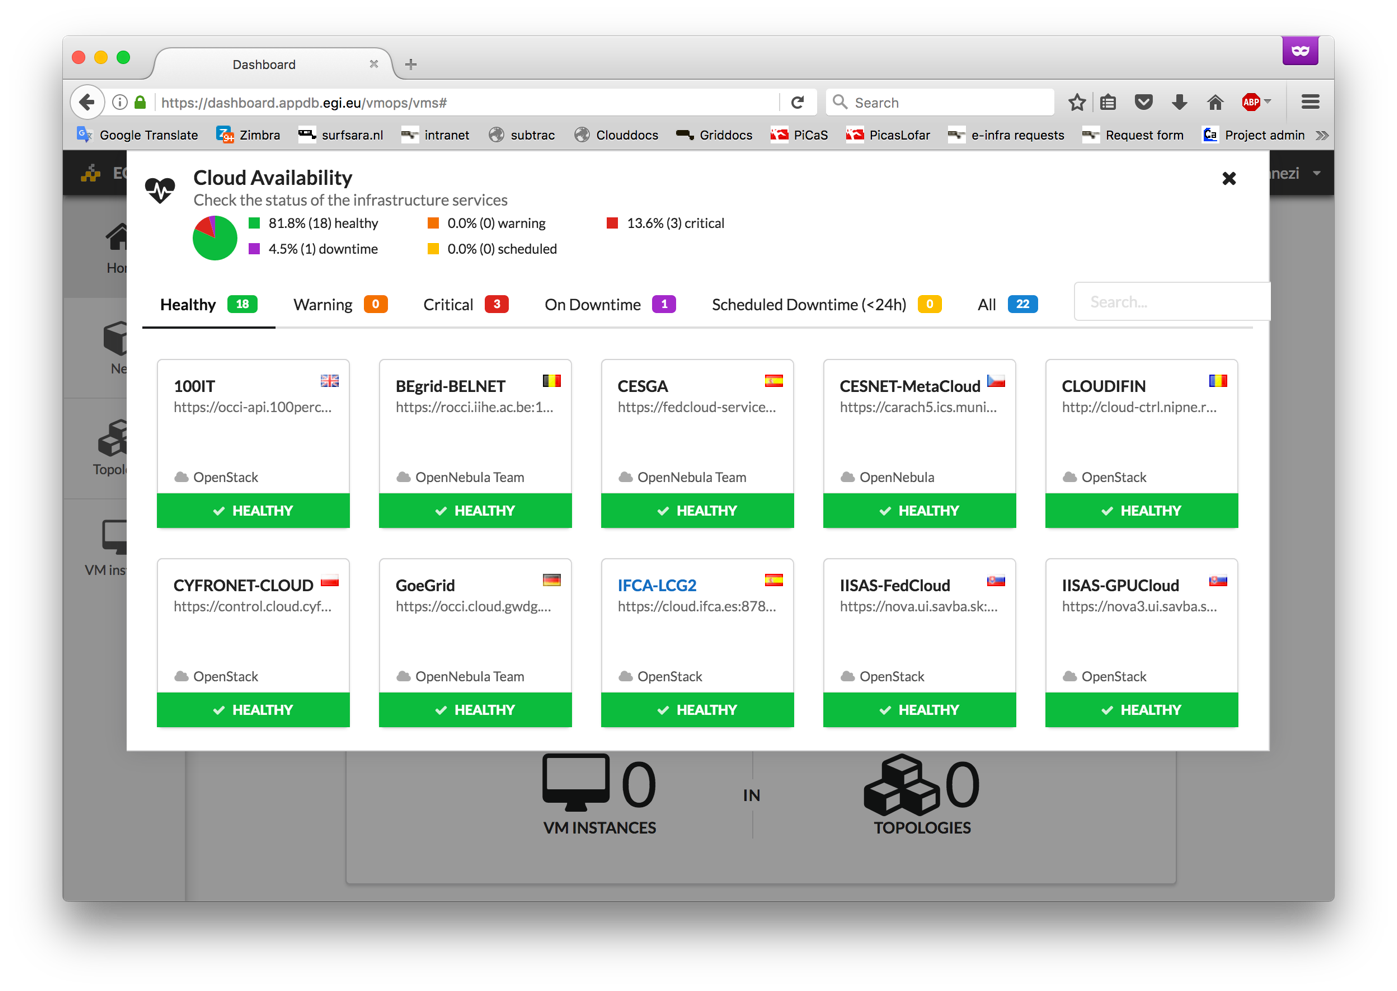 Dashboard
https://dashboard.appdb.egi.eu/vmops/vms#
Search
ABP
Google Translate
Zimbra
surfsara.nl
intranet
subtrac
Clouddocs
Griddocs
PiCaS
PicasLofar
e-infra requests
Request form
Project admin
Cloud Availability
Check the status of the infrastructure services
81.8% (18) healthy
0.0% (0) warning
13.6% (3) critical
4.5% (1) downtime
0.0% (0) scheduled
Healthy 18
Warning 0
Critical 3
On Downtime 1
Scheduled Downtime (<24h) 0
All 22
Search...
100IT
https://occi-api.100perc...
OpenStack
HEALTHY
BEgrid-BELNET
https://rocci.iihe.ac.be:1...
OpenNebula Team
HEALTHY
CESGA
https://fedcloud-service...
OpenNebula Team
HEALTHY
CESNET-MetaCloud
https://carach5.ics.muni...
OpenNebula
HEALTHY
CLOUDIFIN
http://cloud-ctrl.nipne.r...
OpenStack
HEALTHY
CYFRONET-CLOUD
https://control.cloud.cyf...
OpenStack
HEALTHY
GoeGrid
https://occi.cloud.gwdg....
OpenNebula Team
HEALTHY
IFCA-LCG2
https://cloud.ifca.es:878...
OpenStack
HEALTHY
IISAS-FedCloud
https://nova.ui.savba.sk:...
OpenStack
HEALTHY
IISAS-GPUCloud
https://nova3.ui.savba.s...
OpenStack
HEALTHY
VM ins
0
VM INSTANCES
IN
0
TOPOLOGIES